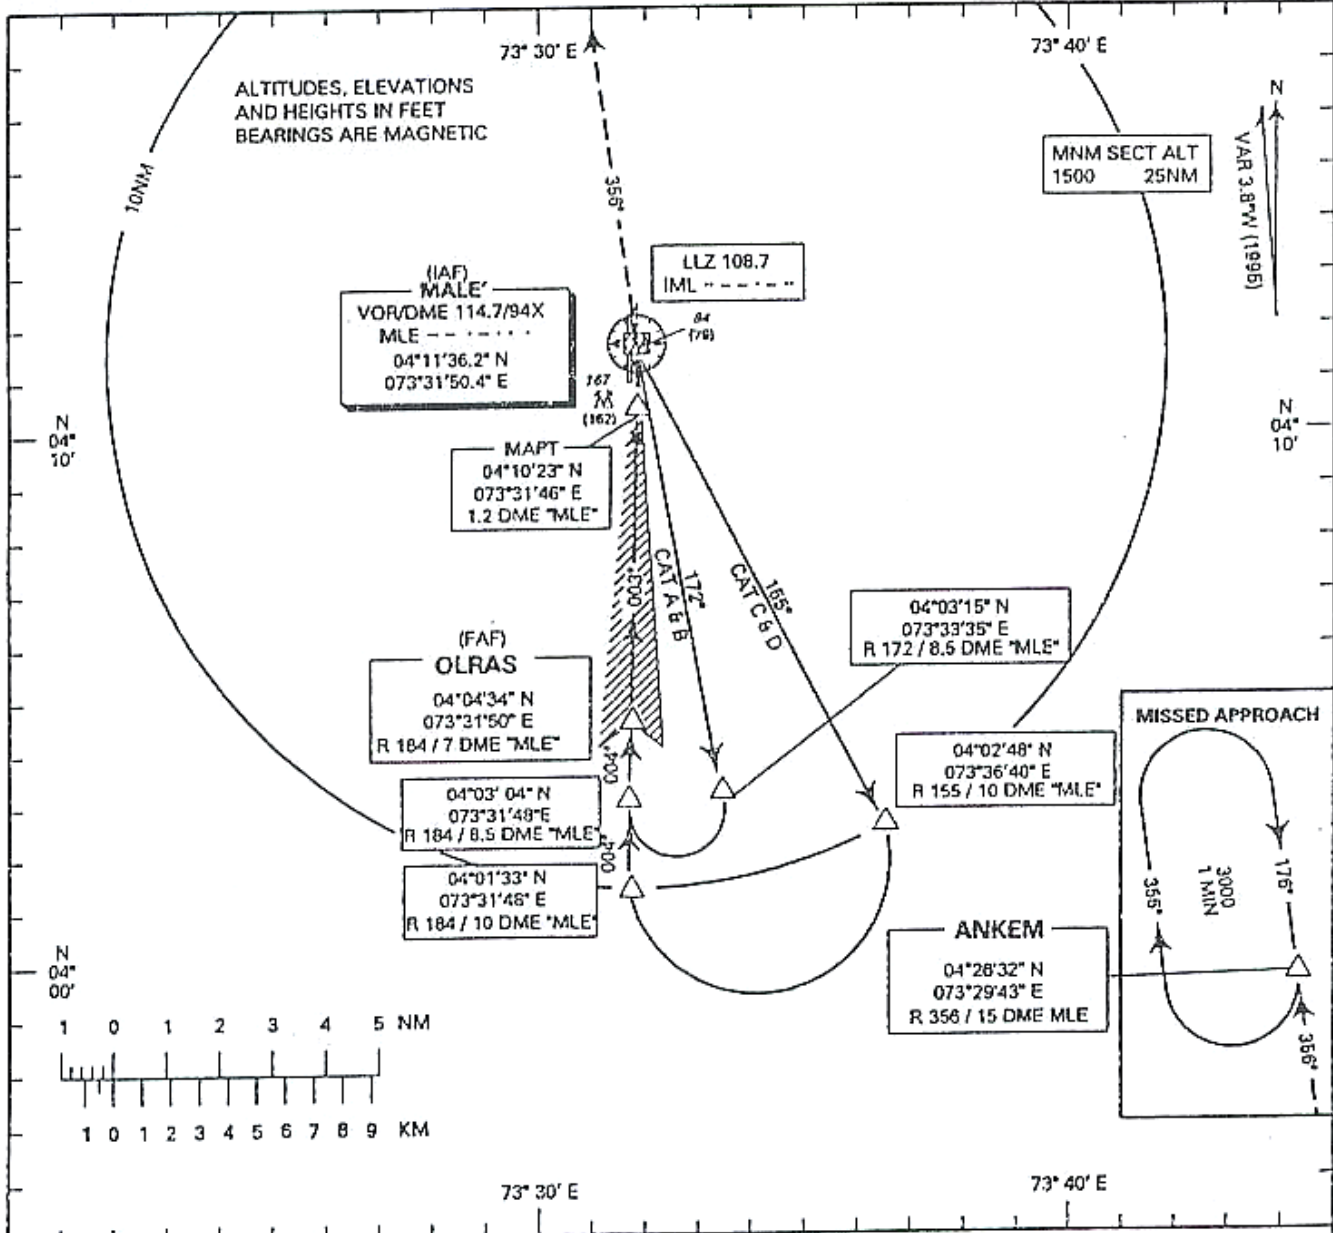 73° 30' E
73° 40' E
ALTITUDES, ELEVATIONS
AND HEIGHTS IN FEET
BEARINGS ARE MAGNETIC
N
MNM SECT ALT
1500 25NM
VAR 3.8°W (1995)
10NM
356°
LLZ 108.7
IML
(IAF)
MALE'
VOR/DME 114.7/94X
MLE
04°11'36.2" N
073°31'50.4" E
84
(76)
167
(162)
N
04°
10'
N
04°
10'
MAPT
04°10'23" N
073°31'46" E
1.2 DME "MLE"
003°
172°
CAT A & B
155°
CAT C & D
04°03'15" N
073°33'35" E
R 172 / 8.5 DME "MLE"
(FAF)
OLRAS
04°04'34" N
073°31'50" E
R 184 / 7 DME "MLE"
004°
04°02'48" N
073°36'40" E
R 155 / 10 DME "MLE"
04°03' 04" N
073°31'48"E
R 184 / 8.5 DME "MLE"
004°
04°01'33" N
073°31'48" E
R 184 / 10 DME "MLE"
MISSED APPROACH
356°
3000
1 MIN
176°
356°
ANKEM
04°26'32" N
073°29'43" E
R 356 / 15 DME MLE
N
04°
00'
1 0 1 2 3 4 5 NM
1 0 1 2 3 4 5 6 7 8 9 KM
73° 30' E
73° 40' E